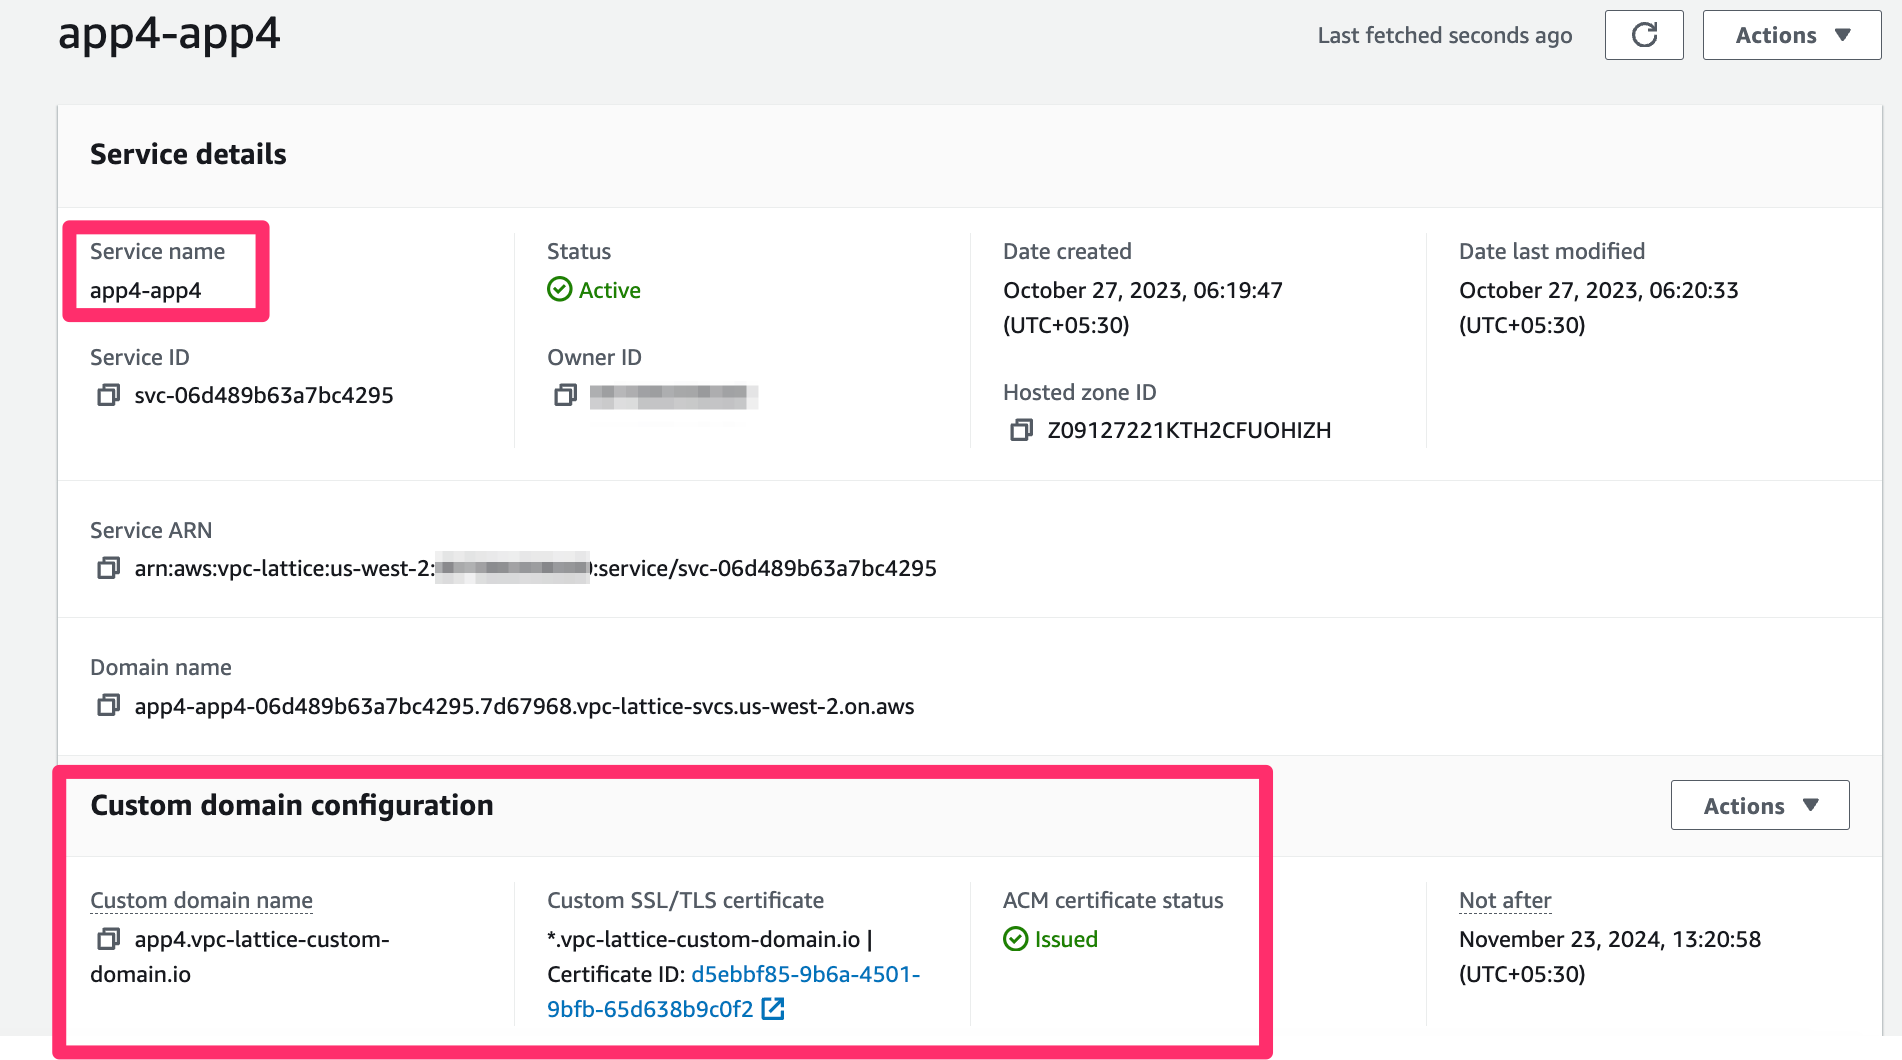 app4-app4
Last fetched seconds ago
Actions
Service details
Service name
app4-app4
Status
Active
Date created
October 27, 2023, 06:19:47
(UTC+05:30)
Date last modified
October 27, 2023, 06:20:33
(UTC+05:30)
Service ID
svc-06d489b63a7bc4295
Owner ID
Hosted zone ID
Z09127221KTH2CFUOHIZH
Service ARN
arn:aws:vpc-lattice:us-west-2: :service/svc-06d489b63a7bc4295
Domain name
app4-app4-06d489b63a7bc4295.7d67968.vpc-lattice-svcs.us-west-2.on.aws
Custom domain configuration
Actions
Custom domain name
app4.vpc-lattice-custom-
domain.io
Custom SSL/TLS certificate
*.vpc-lattice-custom-domain.io |
Certificate ID: d5ebbf85-9b6a-4501-
9bfb-65d638b9c0f2
ACM certificate status
Issued
Not after
November 23, 2024, 13:20:58
(UTC+05:30)